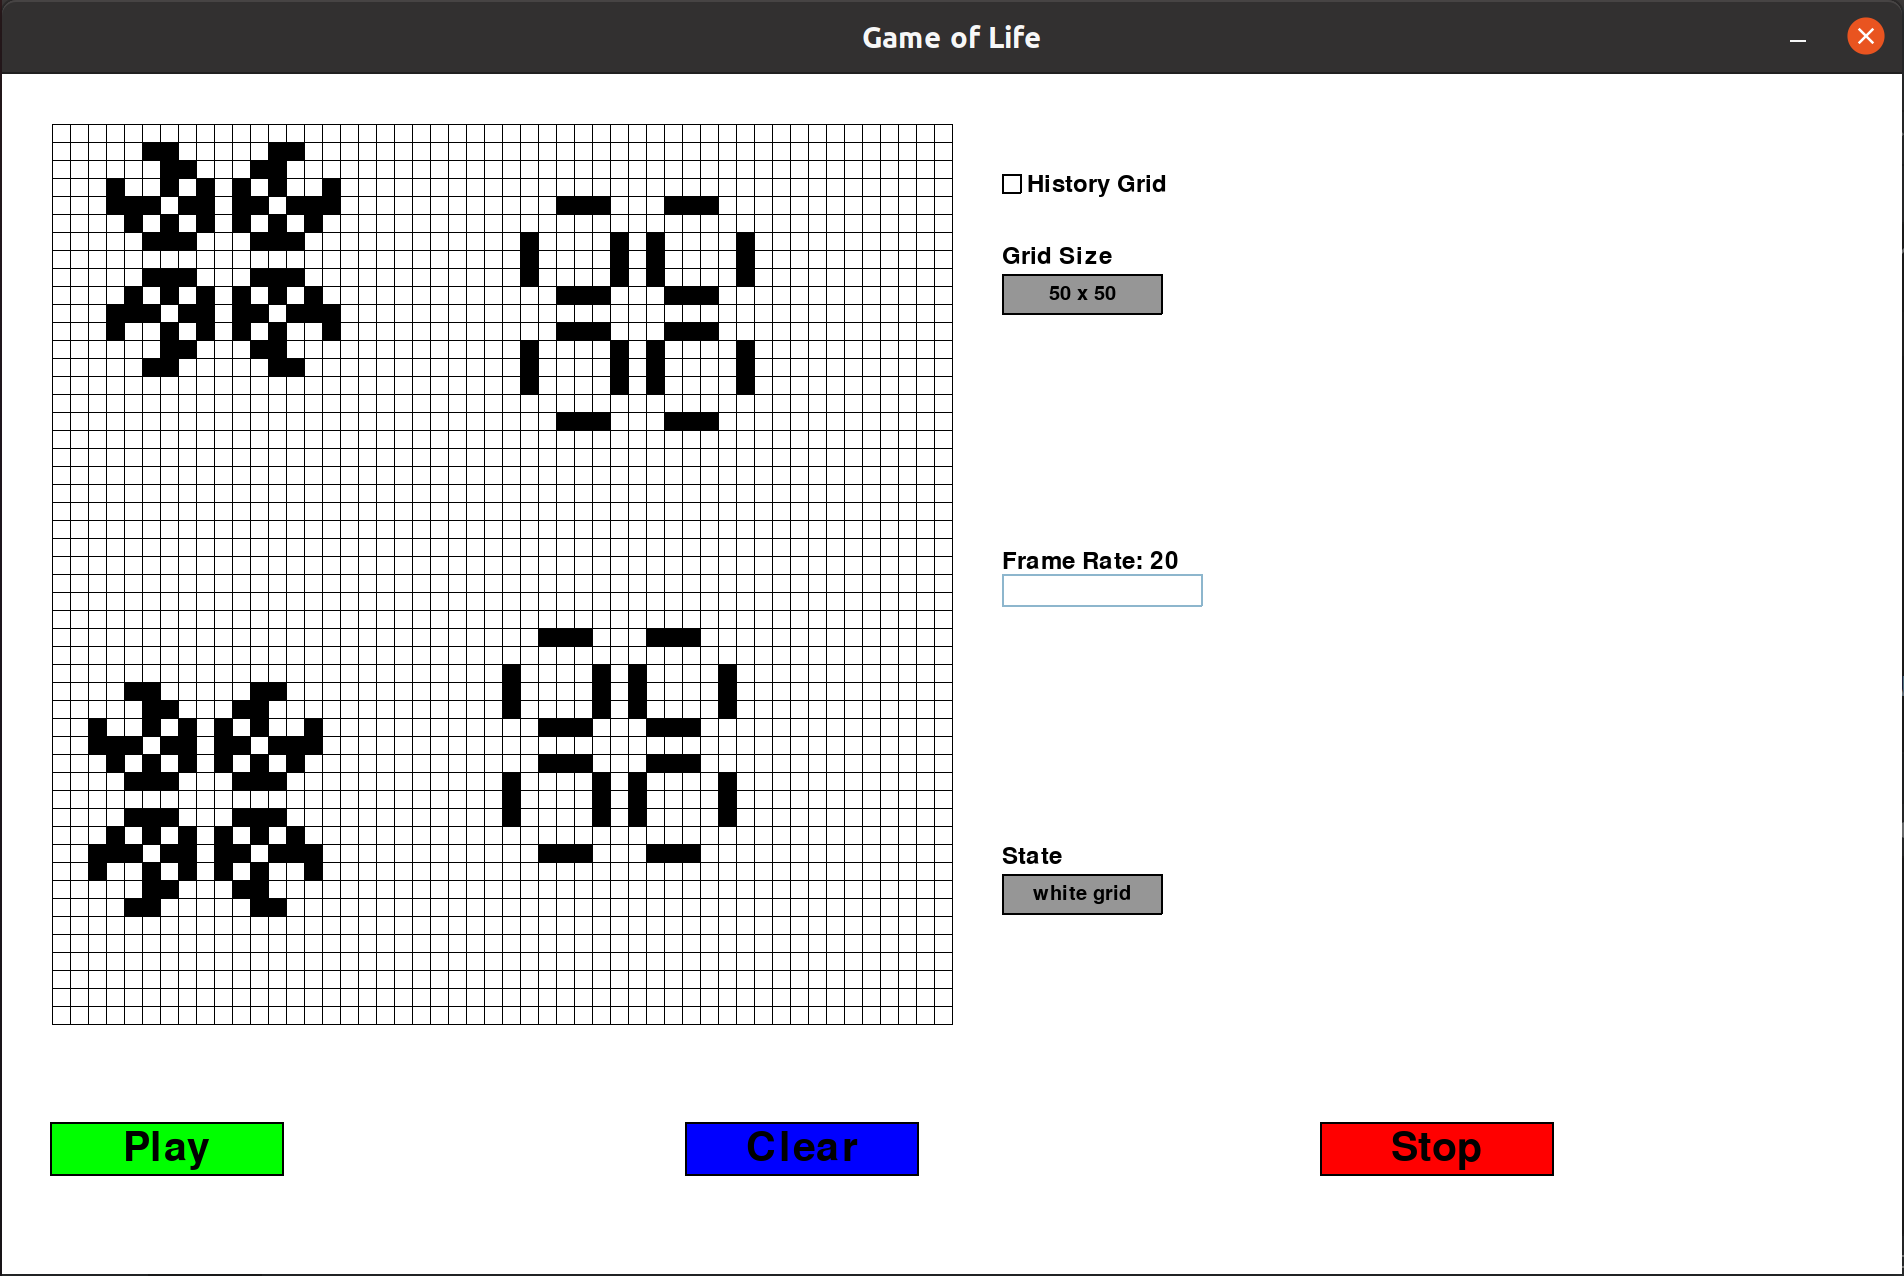 Game of Life
History Grid
Grid Size
50 x 50
Frame Rate: 20
State
white grid
Play
Clear
Stop